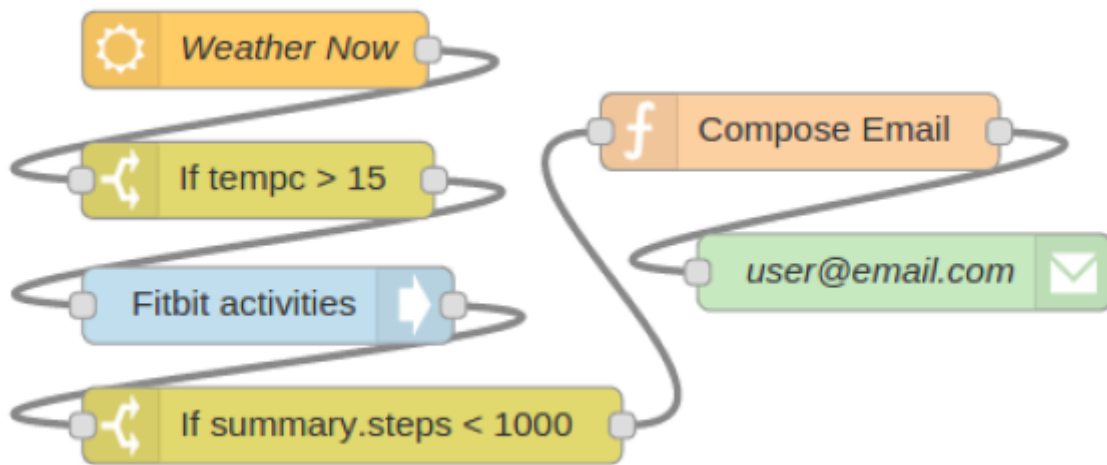 Weather Now
If tempc > 15
Fitbit activities
If summary.steps < 1000
Compose Email
user@email.com